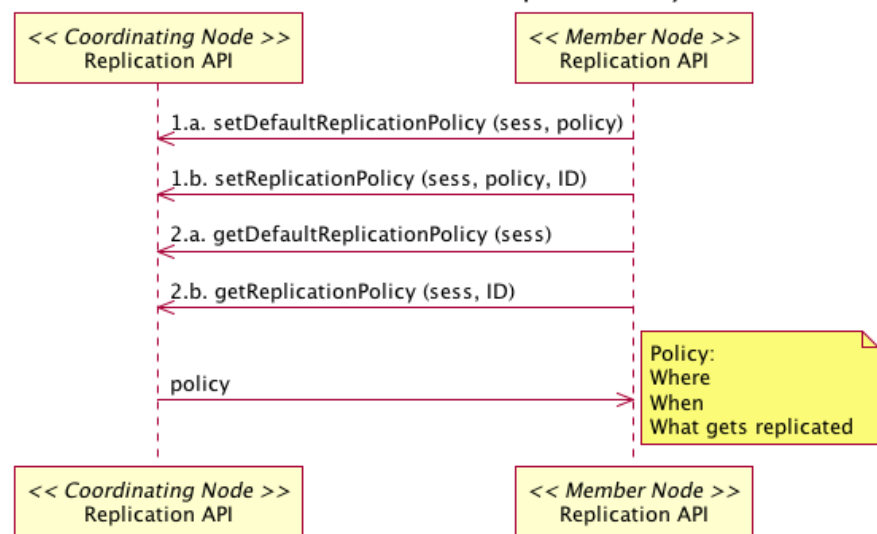 << Coordinating Node >>
Replication API
<< Member Node >>
Replication API
1.a. setDefaultReplicationPolicy (sess, policy)
1.b. setReplicationPolicy (sess, policy, ID)
2.a. getDefaultReplicationPolicy (sess)
2.b. getReplicationPolicy (sess, ID)
policy
Policy:
Where
When
What gets replicated
<< Coordinating Node >>
Replication API
<< Member Node >>
Replication API